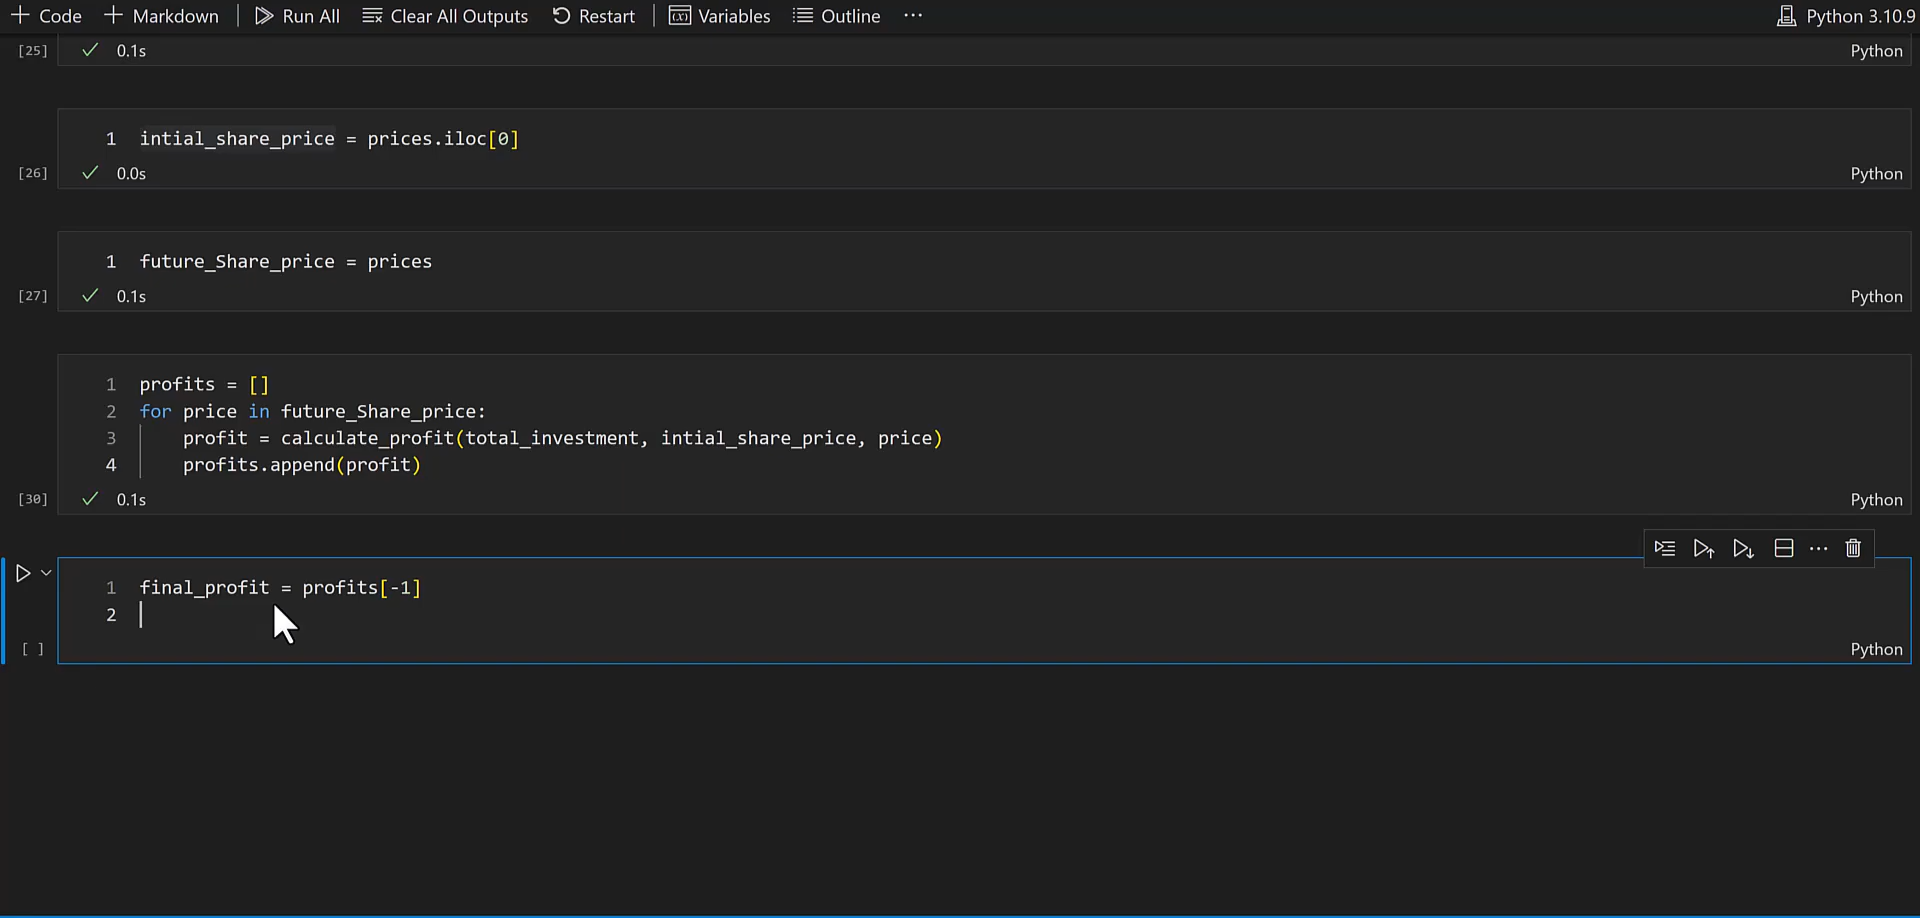 Code Markdown Run All Clear All Outputs Restart Variables Outline ... Python 3.10.9
[25] 0.1s Python
1 intial_share_price = prices.iloc[0]
[26] 0.0s Python
1 future_Share_price = prices
[27] 0.1s Python
1 profits = []
2 for price in future_Share_price:
3 profit = calculate_profit(total_investment, intial_share_price, price)
4 profits.append(profit)
[30] 0.1s Python
1 final_profit = profits[-1]
2
[ ] Python